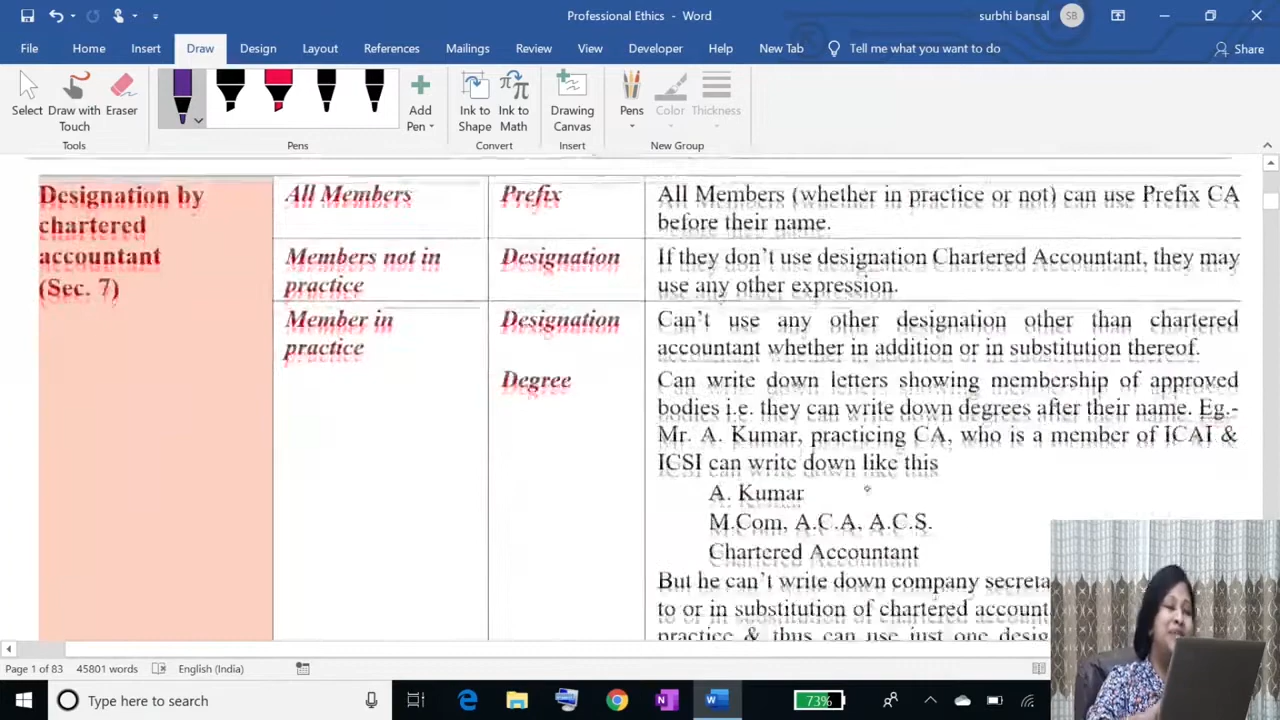 Professional Ethics - Word
surbhi bansal
SB
File Home Insert Draw Design Layout References Mailings Review View Developer Help New Tab Tell me what you want to do Share
Select Draw with Touch Eraser
Add Pen
Ink to Shape Ink to Math
Drawing Canvas
Pens Color Thickness
Tools Pens Convert Insert New Group
Designation by
chartered
accountant
(Sec. 7)
All Members
Prefix
All Members (whether in practice or not) can use Prefix CA
before their name.
Members not in
practice
Designation
If they don't use designation Chartered Accountant, they may
use any other expression.
Member in
practice
Designation
Can't use any other designation other than chartered
accountant whether in addition or in substitution thereof.
Degree
Can write down letters showing membership of approved
bodies i.e. they can write down degrees after their name. Eg.-
Mr. A. Kumar, practicing CA, who is a member of ICAI &
ICSI can write down like this
A. Kumar
M.Com, A.C.A, A.C.S.
Chartered Accountant
But he can't write down company secreta
to or in substitution of chartered account
practice & thus can use just one desig
Page 1 of 83 45801 words English (India)
Type here to search
73%